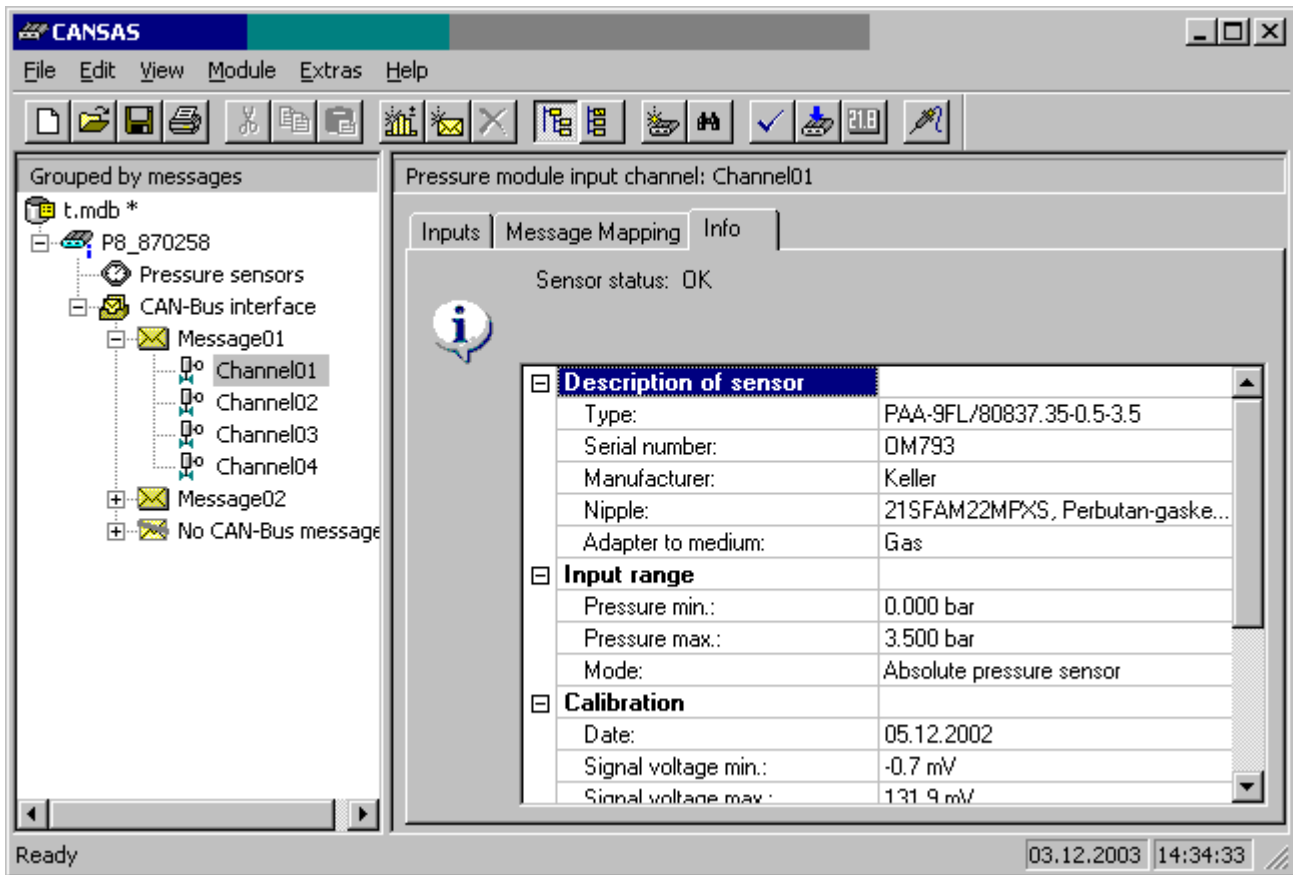 CANSAS
File Edit View Module Extras Help
21.8
Grouped by messages
t.mdb *
P8_870258
Pressure sensors
CAN-Bus interface
Message01
Channel01
Channel02
Channel03
Channel04
Message02
No CAN-Bus message
Pressure module input channel: Channel01
Inputs Message Mapping Info
Sensor status: OK
Description of sensor
Type: PAA-9FL/80837.35-0.5-3.5
Serial number: OM793
Manufacturer: Keller
Nipple: 21SFAM22MPXS, Perbutan-gaske...
Adapter to medium: Gas
Input range
Pressure min.: 0.000 bar
Pressure max.: 3.500 bar
Mode: Absolute pressure sensor
Calibration
Date: 05.12.2002
Signal voltage min.: -0.7 mV
Signal voltage max.: 131.9 mV
Ready 03.12.2003 14:34:33